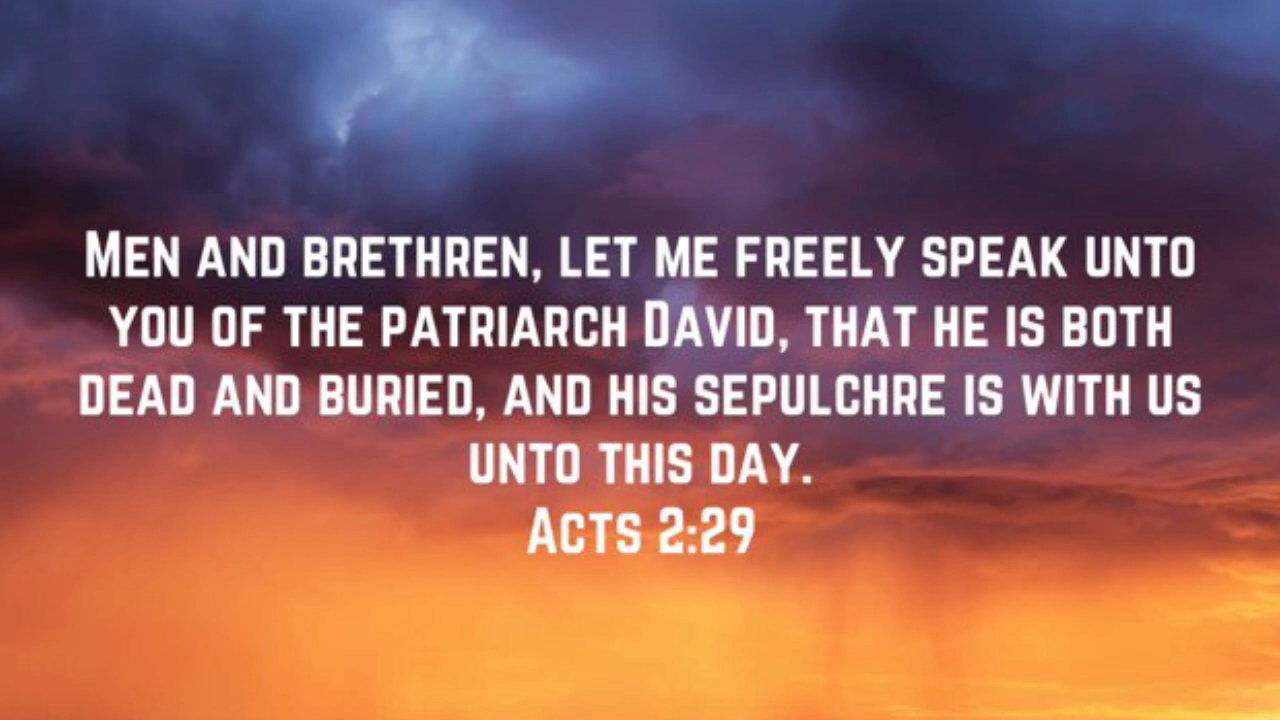 Men and brethren, let me freely speak unto
you of the patriarch David, that he is both
dead and buried, and his sepulchre is with us
unto this day.
Acts 2:29